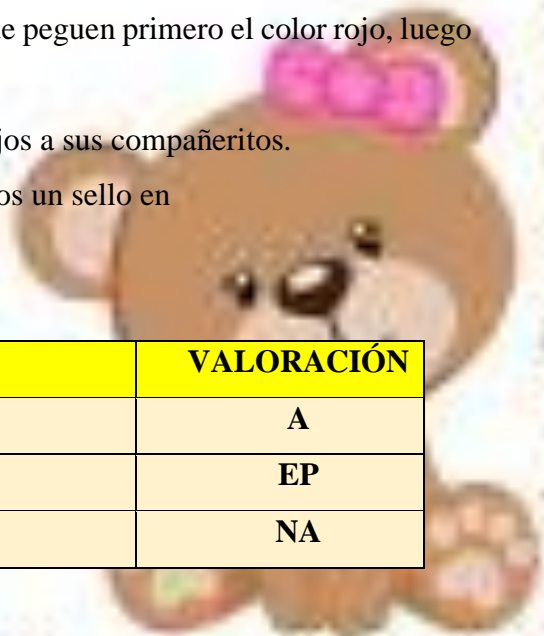 e peguen primero el color rojo, luego
jos a sus compañeritos.
os un sello en
VALORACIÓN
A
EP
NA